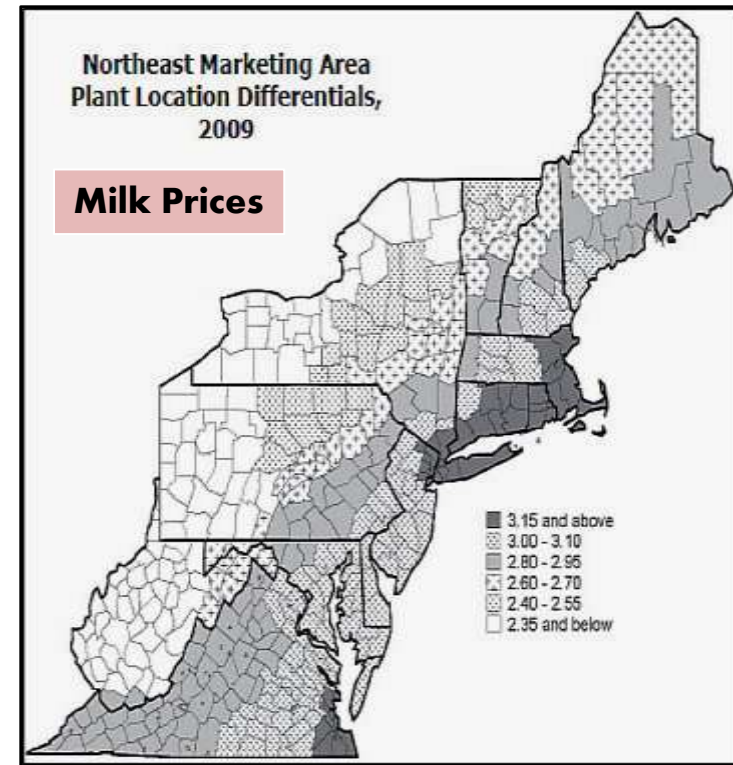 Northeast Marketing Area
Plant Location Differentials,
2009
Milk Prices
3.15 and above
3.00 - 3.10
2.80 - 2.95
2.60 - 2.70
2.40 - 2.55
2.35 and below